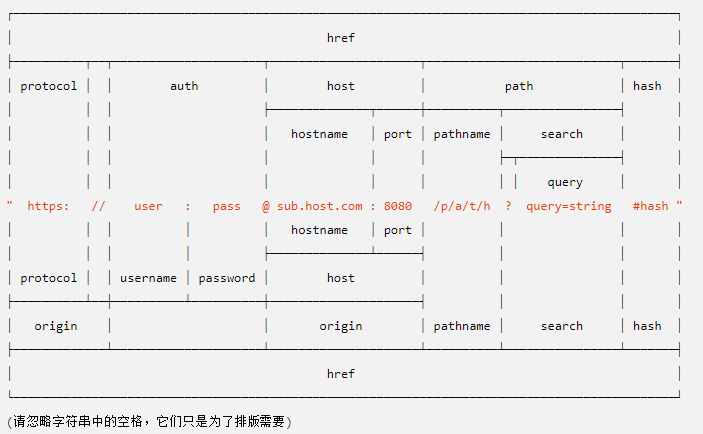 href
protocol auth host path hash
hostname port pathname search
query
" https: // user : pass @ sub.host.com : 8080 /p/a/t/h ? query=string #hash "
hostname port
protocol username password host
origin origin pathname search hash
href
(请忽略字符串中的空格，它们只是为了排版需要)